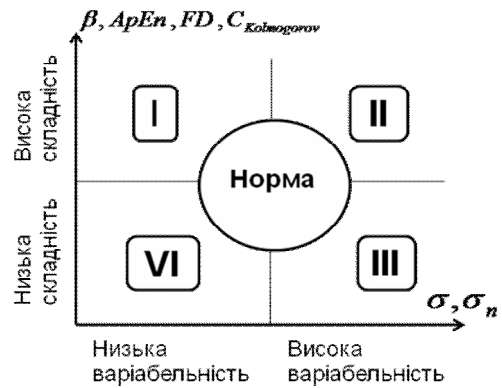 β, ApEn, FD, C_Kolmogorov
Висока
складність
I
II
Норма
Низька
складність
VI
III
σ, σ_n
Низька
варіабельність
Висока
варіабельність